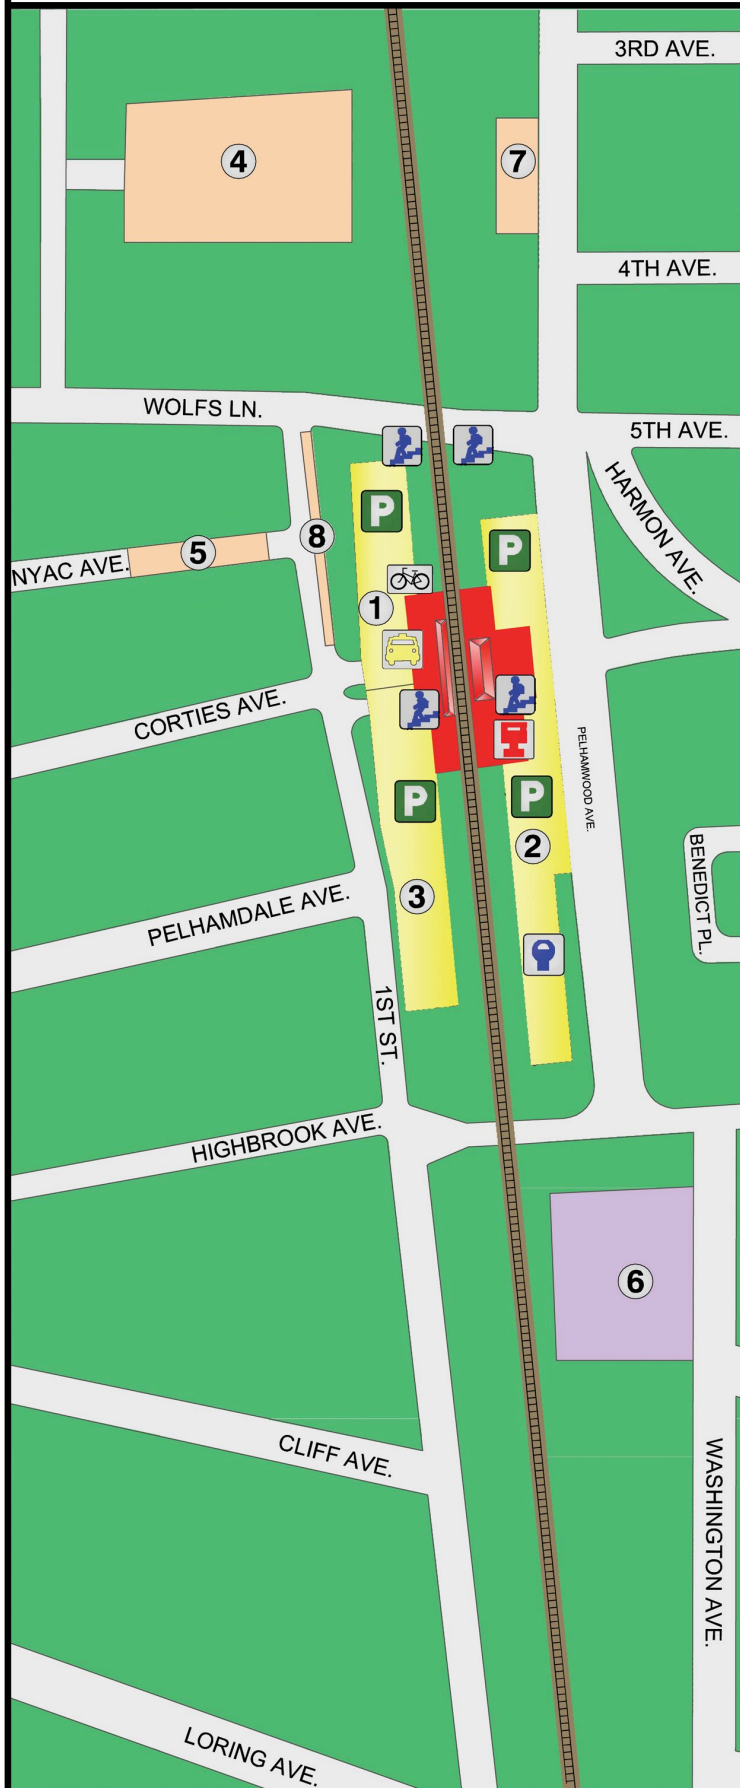 3RD AVE.
4
7
4TH AVE.
WOLFS LN.
5TH AVE.
HARMON AVE.
P
P
8
5
NYAC AVE.
1
CORTIES AVE.
PELHAMWOOD AVE.
P
P
2
BENEDICT PL.
3
PELHAMDALE AVE.
1ST ST.
HIGHBROOK AVE.
6
CLIFF AVE.
WASHINGTON AVE.
LORING AVE.